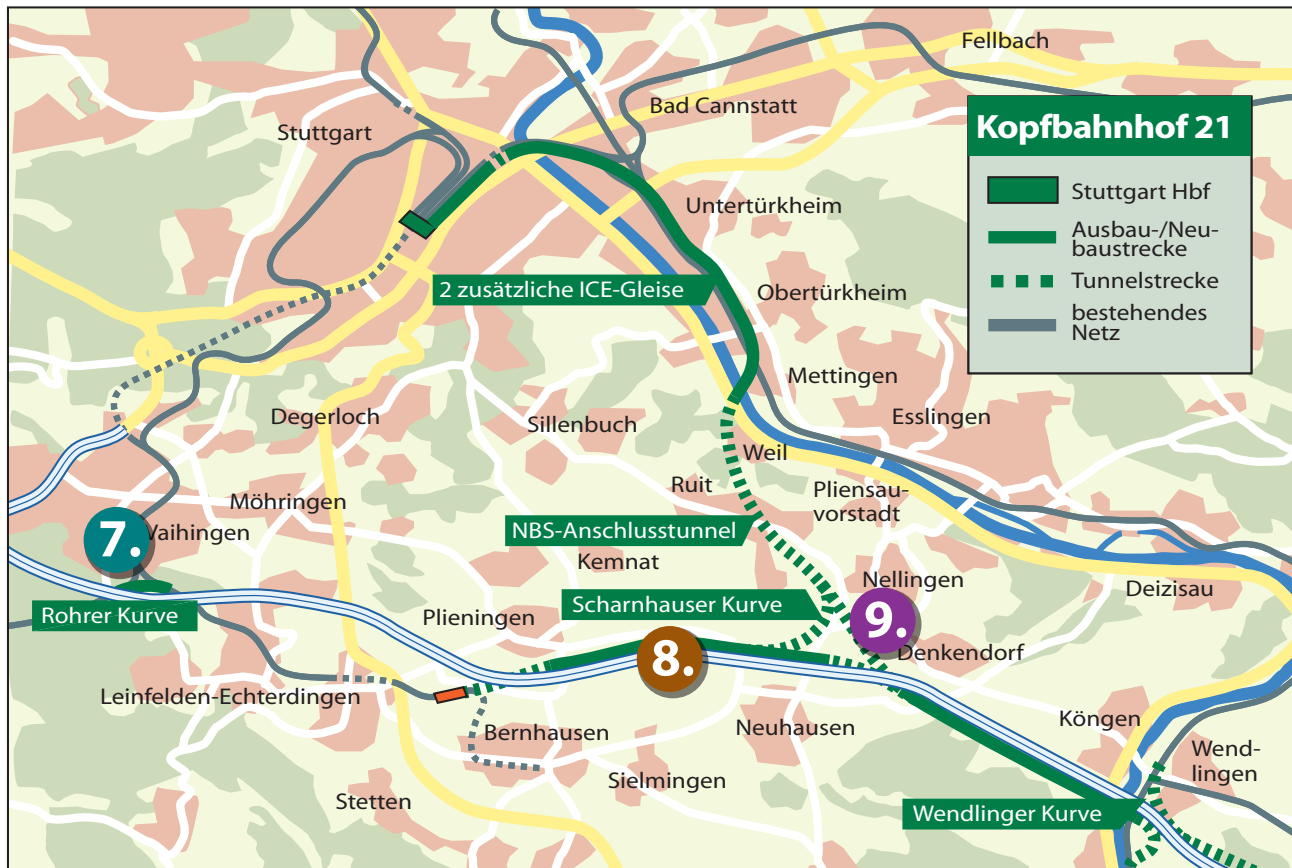 Fellbach
Bad Cannstatt
Stuttgart
Kopfbahnhof 21
Stuttgart Hbf
Ausbau-/Neu-
baustrecke
Tunnelstrecke
bestehendes
Netz
Untertürkheim
2 zusätzliche ICE-Gleise
Obertürkheim
Mettingen
Esslingen
Degerloch
Sillenbuch
Weil
Ruit
Pliensau-
vorstadt
Möhringen
7.
Vaihingen
NBS-Anschlusstunnel
Kemnat
Nellingen
Deizisau
Rohrer Kurve
Plieningen
Scharnhauser Kurve
9.
8.
Denkendorf
Leinfelden-Echterdingen
Bernhausen
Neuhausen
Köngen
Wend-
lingen
Sielmingen
Stetten
Wendlinger Kurve